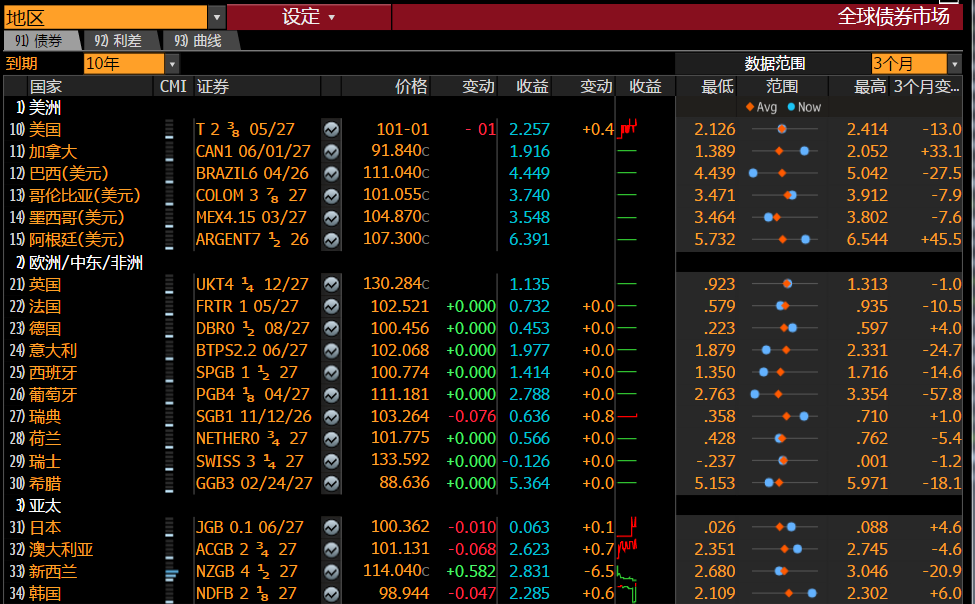 地区 设定 全球债券市场
91) 债券 92) 利差 93) 曲线
到期 10年 数据范围 3个月
国家 CMI 证券 价格 变动 收益 变动 收益 最低 范围 最高 3个月变...
1) 美洲 Avg Now
10) 美国 T 2 ⅜ 05/27 101-01 - 01 2.257 +0.4 2.126 2.414 -13.0
11) 加拿大 CAN1 06/01/27 91.840C 1.916 1.389 2.052 +33.1
12) 巴西(美元) BRAZIL6 04/26 111.040C 4.449 4.439 5.042 -27.5
13) 哥伦比亚(美元) COLOM 3 ⅞ 27 101.055C 3.740 3.471 3.912 -7.9
14) 墨西哥(美元) MEX4.15 03/27 104.870C 3.548 3.464 3.802 -7.6
15) 阿根廷(美元) ARGENT7 ½ 26 107.300C 6.391 5.732 6.544 +45.5
2) 欧洲/中东/非洲
21) 英国 UKT4 ¼ 12/27 130.284C 1.135 .923 1.313 -1.0
22) 法国 FRTR 1 05/27 102.521 +0.000 0.732 +0.0 .579 .935 -10.5
23) 德国 DBR0 ½ 08/27 100.456 +0.000 0.453 +0.0 .223 .597 +4.0
24) 意大利 BTPS2.2 06/27 102.068 +0.000 1.977 +0.0 1.879 2.331 -24.7
25) 西班牙 SPGB 1 ½ 27 100.774 +0.000 1.414 +0.0 1.350 1.716 -14.6
26) 葡萄牙 PGB4 ⅛ 04/27 111.181 +0.000 2.788 +0.0 2.763 3.354 -57.8
27) 瑞典 SGB1 11/12/26 103.264 -0.076 0.636 +0.8 .358 .710 +1.0
28) 荷兰 NETHER0 ¾ 27 101.775 +0.000 0.566 +0.0 .428 .762 -5.4
29) 瑞士 SWISS 3 ¼ 27 133.592 +0.000 -0.126 +0.0 -.237 .001 -1.2
30) 希腊 GGB3 02/24/27 88.636 +0.000 5.364 +0.0 5.153 5.971 -18.1
3) 亚太
31) 日本 JGB 0.1 06/27 100.362 -0.010 0.063 +0.1 .026 .088 +4.6
32) 澳大利亚 ACGB 2 ¾ 27 101.131 -0.068 2.623 +0.7 2.351 2.745 -4.6
33) 新西兰 NZGB 4 ½ 27 114.040C +0.582 2.831 -6.5 2.680 3.046 -20.9
34) 韩国 NDFB 2 ⅛ 27 98.944 -0.047 2.285 +0.6 2.109 2.302 +6.0